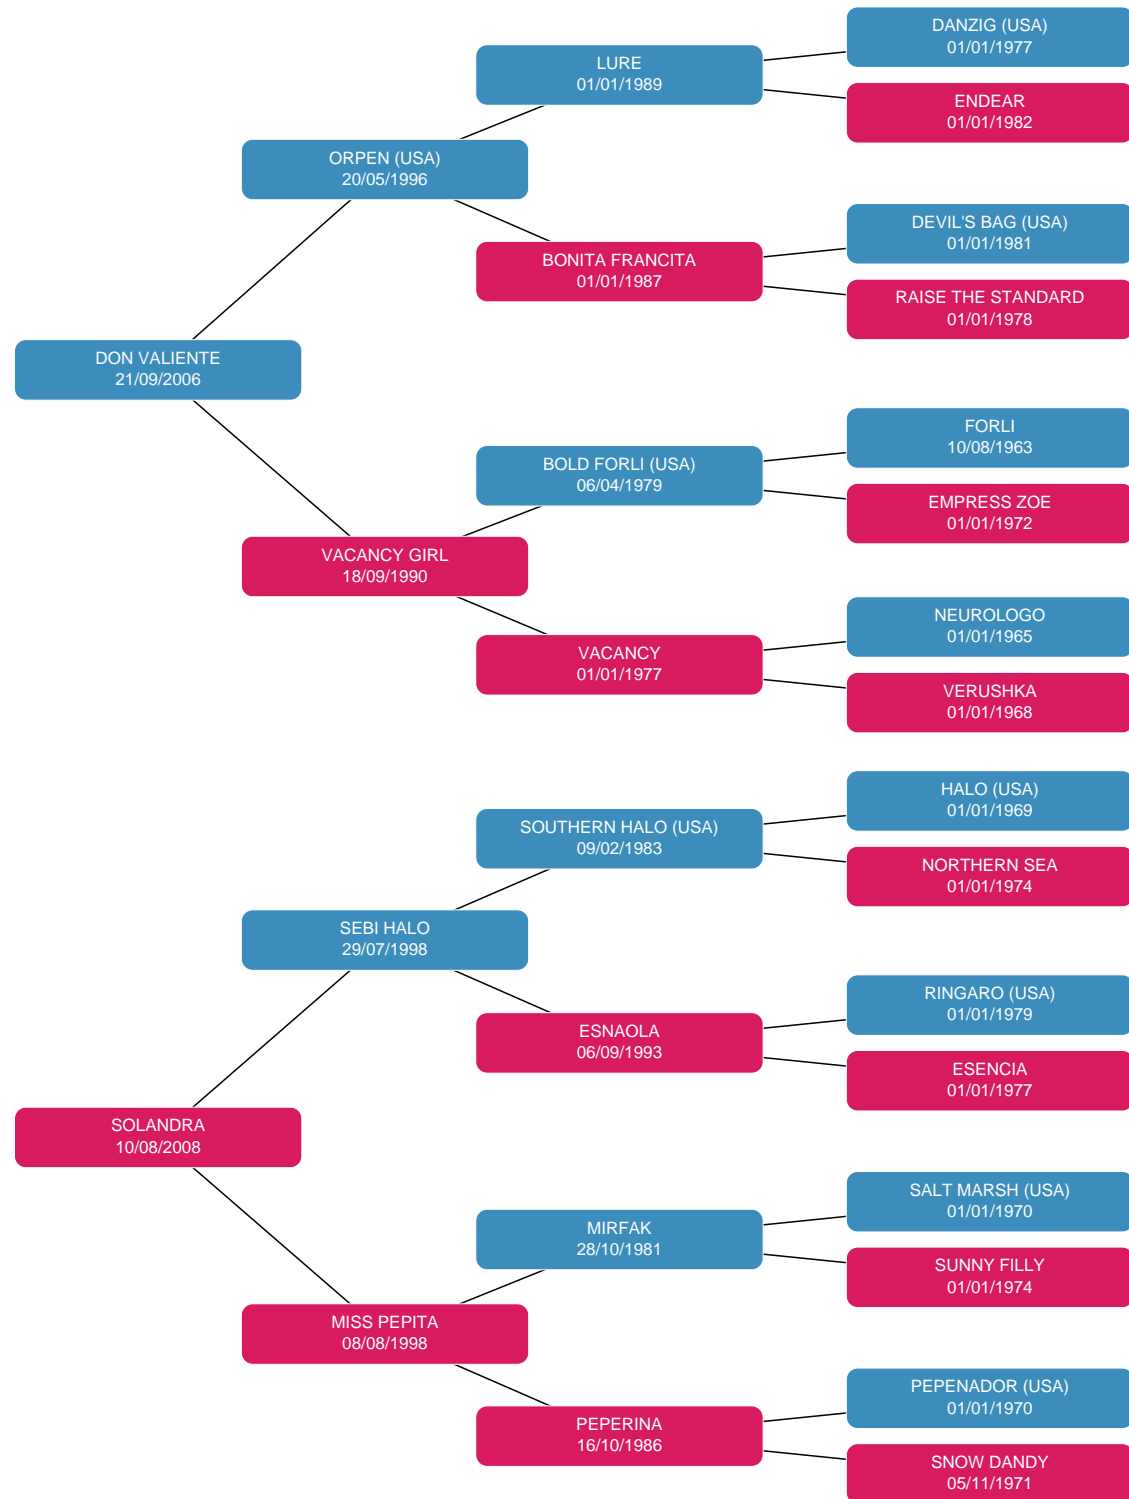 DANZIG (USA)
01/01/1977
LURE
01/01/1989
ENDEAR
01/01/1982
ORPEN (USA)
20/05/1996
DEVIL'S BAG (USA)
01/01/1981
BONITA FRANCITA
01/01/1987
RAISE THE STANDARD
01/01/1978
DON VALIENTE
21/09/2006
FORLI
10/08/1963
BOLD FORLI (USA)
06/04/1979
EMPRESS ZOE
01/01/1972
VACANCY GIRL
18/09/1990
NEUROLOGO
01/01/1965
VACANCY
01/01/1977
VERUSHKA
01/01/1968
HALO (USA)
01/01/1969
SOUTHERN HALO (USA)
09/02/1983
NORTHERN SEA
01/01/1974
SEBI HALO
29/07/1998
RINGARO (USA)
01/01/1979
ESNAOLA
06/09/1993
ESENCIA
01/01/1977
SOLANDRA
10/08/2008
SALT MARSH (USA)
01/01/1970
MIRFAK
28/10/1981
SUNNY FILLY
01/01/1974
MISS PEPITA
08/08/1998
PEPENADOR (USA)
01/01/1970
PEPERINA
16/10/1986
SNOW DANDY
05/11/1971